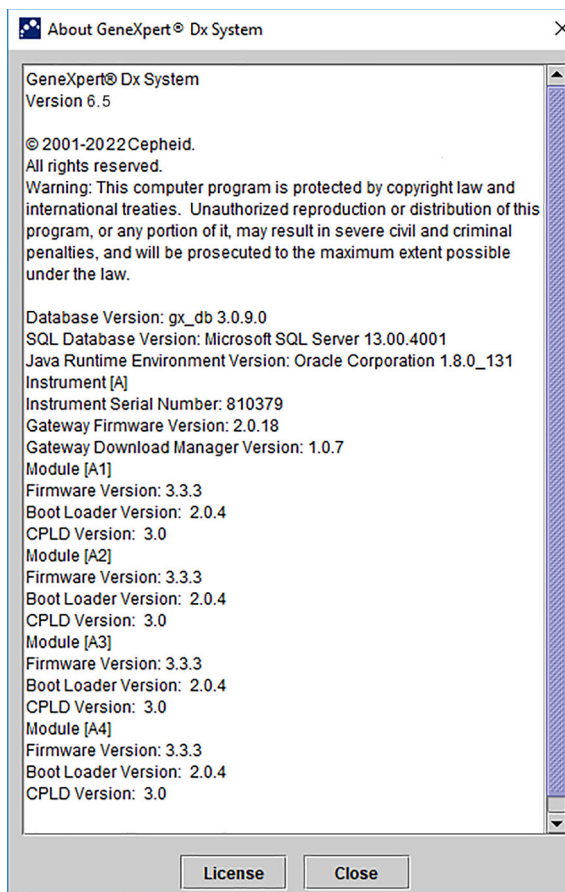 About GeneXpert® Dx System
GeneXpert® Dx System
Version 6.5
© 2001-2022 Cepheid.
All rights reserved.
Warning: This computer program is protected by copyright law and
international treaties. Unauthorized reproduction or distribution of this
program, or any portion of it, may result in severe civil and criminal
penalties, and will be prosecuted to the maximum extent possible
under the law.
Database Version: gx_db 3.0.9.0
SQL Database Version: Microsoft SQL Server 13.00.4001
Java Runtime Environment Version: Oracle Corporation 1.8.0_131
Instrument [A]
Instrument Serial Number: 810379
Gateway Firmware Version: 2.0.18
Gateway Download Manager Version: 1.0.7
Module [A1]
Firmware Version: 3.3.3
Boot Loader Version: 2.0.4
CPLD Version: 3.0
Module [A2]
Firmware Version: 3.3.3
Boot Loader Version: 2.0.4
CPLD Version: 3.0
Module [A3]
Firmware Version: 3.3.3
Boot Loader Version: 2.0.4
CPLD Version: 3.0
Module [A4]
Firmware Version: 3.3.3
Boot Loader Version: 2.0.4
CPLD Version: 3.0
License Close